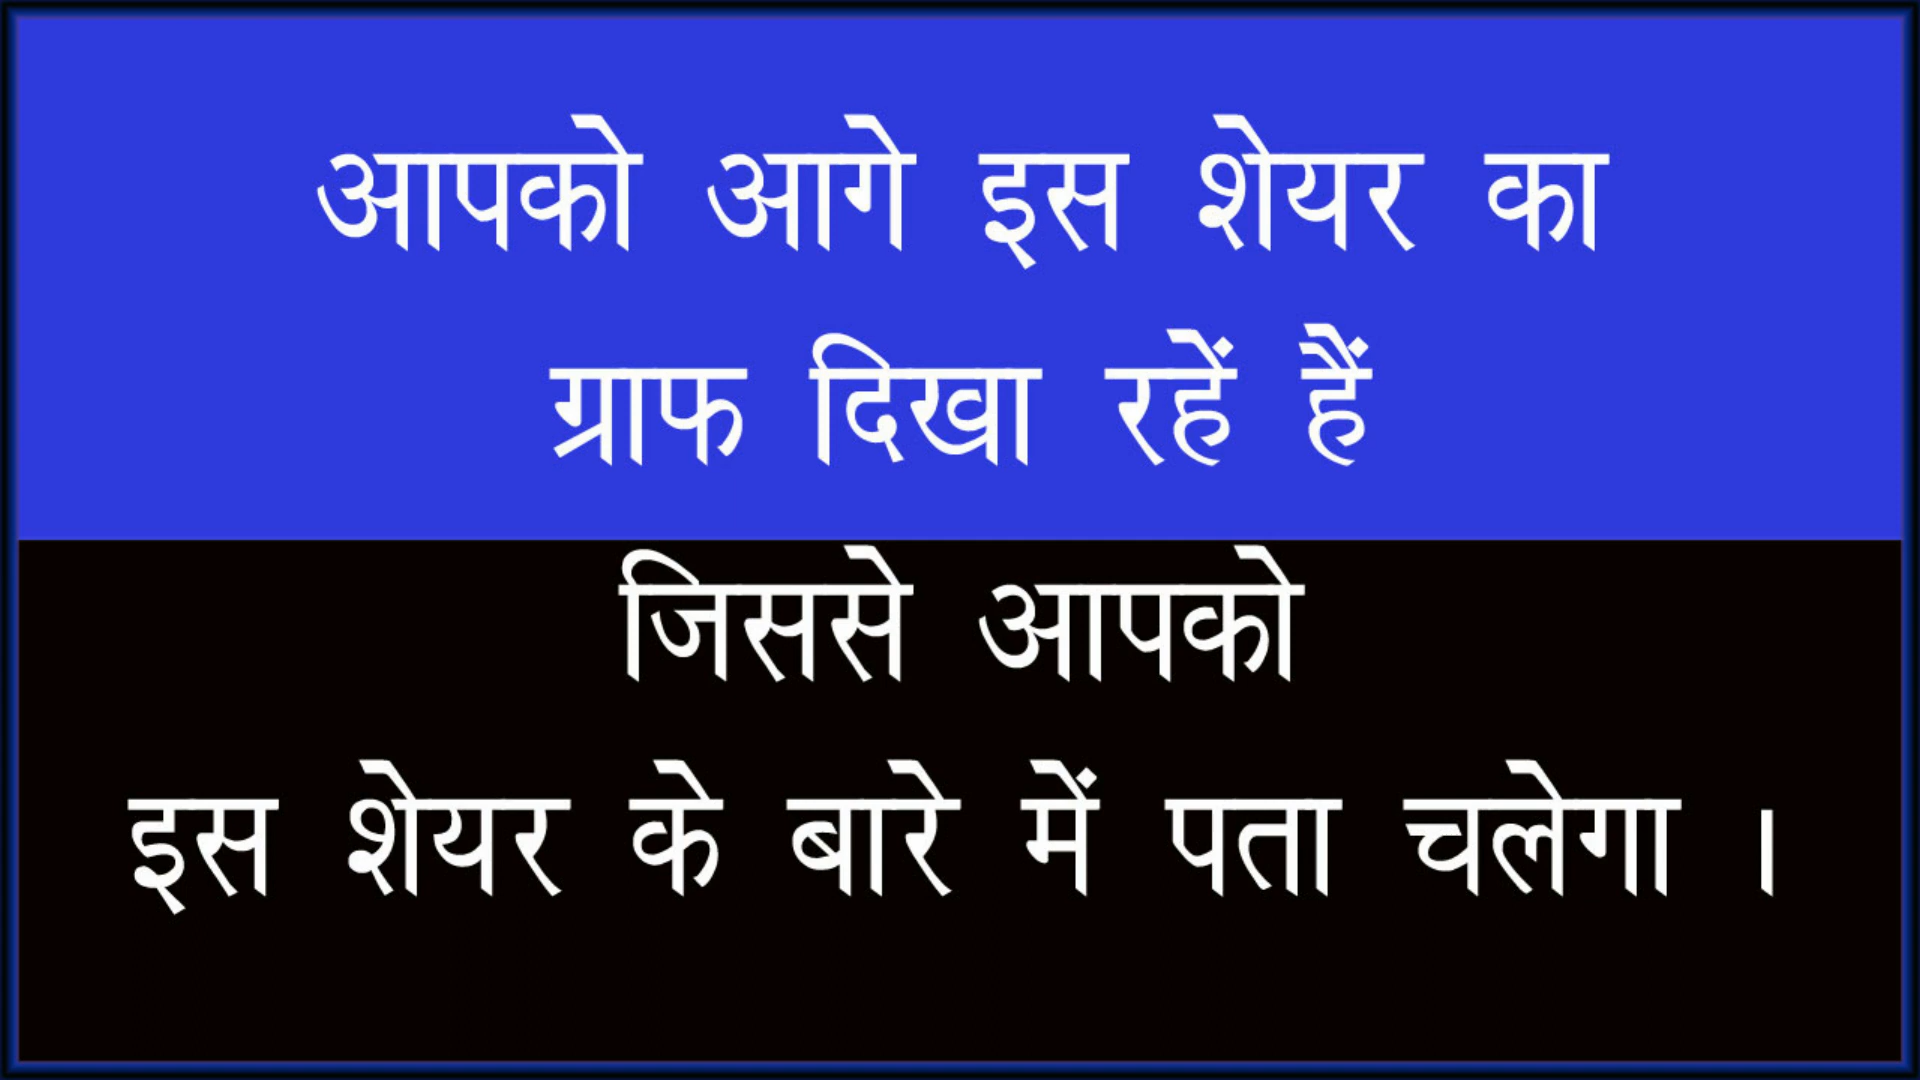 आपको आगे इस शेयर का
ग्राफ दिखा रहें हैं
जिससे आपको
इस शेयर के बारे में पता चलेगा ।